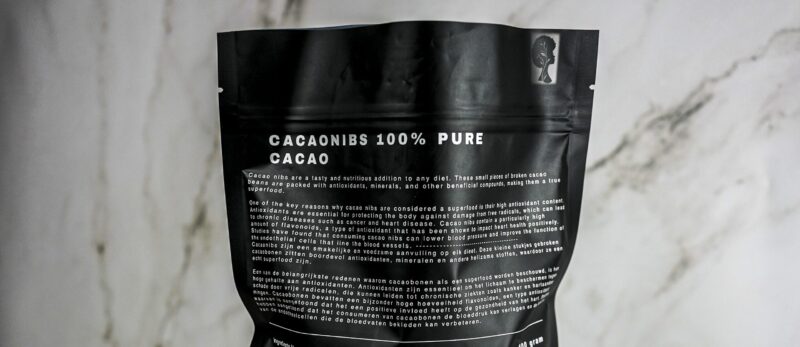 CACAONIBS 100% PURE
CACAO
Cacao nibs are a tasty and nutritious addition to any diet. These small pieces of broken cacao
beans are packed with antioxidants, minerals, and other beneficial compounds, making them a true
superfood.
One of the key reasons why cacao nibs are considered a superfood is their high antioxidant content.
Antioxidants are essential for protecting the body against damage from free radicals, which can lead
to chronic diseases such as cancer and heart disease. Cacao nibs contain a particularly high
amount of flavonoids, a type of antioxidant that has been shown to impact heart health positively.
Studies have found that consuming cacao nibs can lower blood pressure and improve the function of
the endothelial cells that line the blood vessels.
Cacaonibs zijn een smakelijke en voedzame aanvulling op elk dieet. Deze kleine stukjes gebroken
cacaobonen zitten boordevol antioxidanten, mineralen en andere heilzame stoffen, waardoor ze een
echt superfood zijn.
Een van de belangrijkste redenen waarom cacaobonen als een superfood worden beschouwd, is het
hoge gehalte aan antioxidanten. Antioxidanten zijn essentieel om het lichaam te beschermen tegen
schade door vrije radicalen, die kunnen leiden tot chronische ziekten zoals kanker en
Cacaobonen bevatten een bijzonder hoge hoeveelheid flavonoïden, een type
waarvan is aangetoond dat het een positieve invloed heeft op de gezondheid van het hart.
hebben aangetoond dat het consumeren van cacaobonen de bloeddruk kan verlagen en de
van de endotheelcellen die de bloedvaten bekleden kan verbeteren.
gram